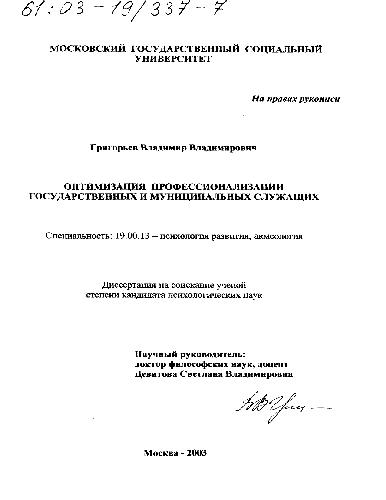 61:03-19/337-7
МОСКОВСКИЙ ГОСУДАРСТВЕННЫЙ СОЦИАЛЬНЫЙ
УНИВЕРСИТЕТ
На правах рукописи
Григорьев Владимир Владимирович
ОПТИМИЗАЦИЯ ПРОФЕССИОНАЛИЗАЦИИ
ГОСУДАРСТВЕННЫХ И МУНИЦИПАЛЬНЫХ СЛУЖАЩИХ
Специальность: 19.00.13 – психология развития, акмеология
Диссертация на соискание ученой
степени кандидата психологических наук
Научный руководитель:
доктор философских наук, доцент
Девитова Светлана Владимировна
Москва - 2003